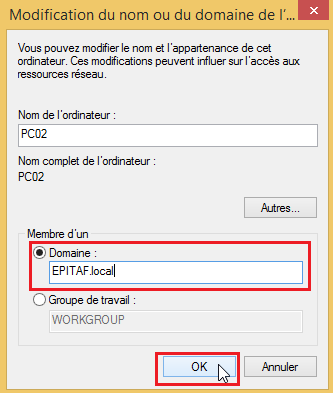 Modification du nom ou du domaine de l'...
Vous pouvez modifier le nom et l'appartenance de cet
ordinateur. Ces modifications peuvent influer sur l'accès aux
ressources réseau.
Nom de l'ordinateur :
PC02
Nom complet de l'ordinateur :
PC02
Autres...
Membre d'un
Domaine :
EPITAF.local
Groupe de travail :
WORKGROUP
OK
Annuler